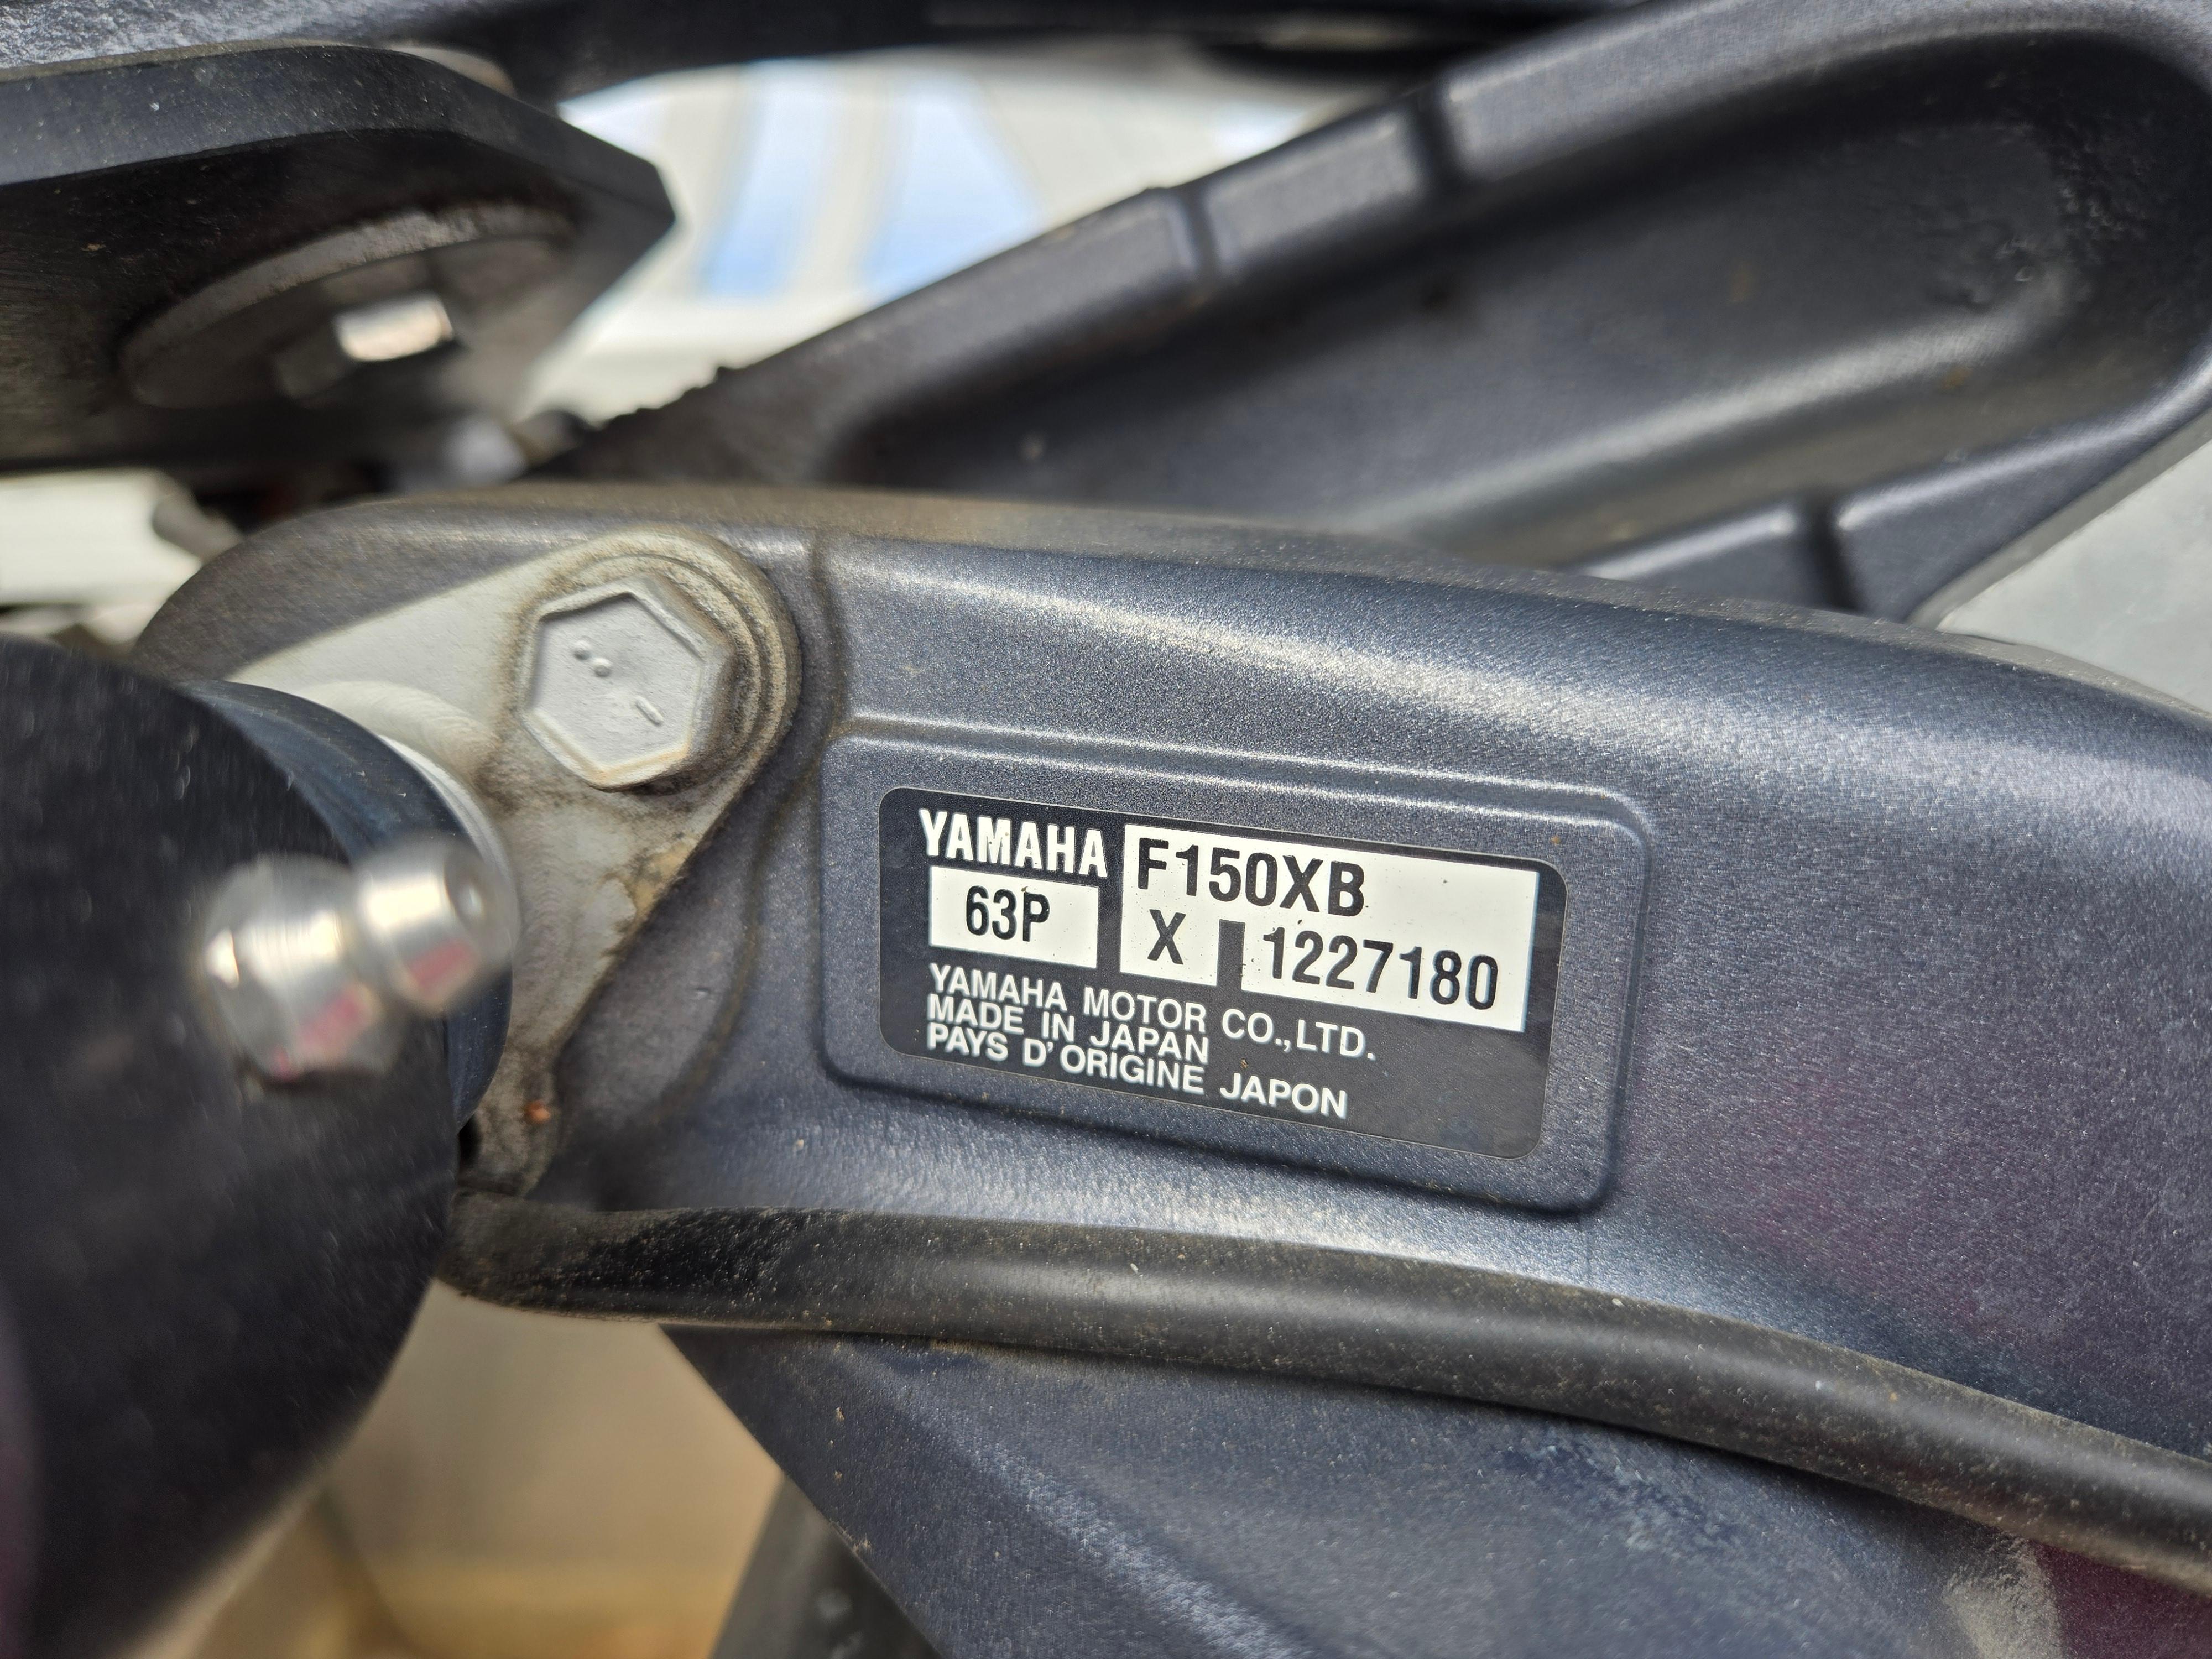 YAMAHA F150XB
63P X 1227180
YAMAHA MOTOR CO.,LTD.
MADE IN JAPAN
PAYS D'ORIGINE JAPON